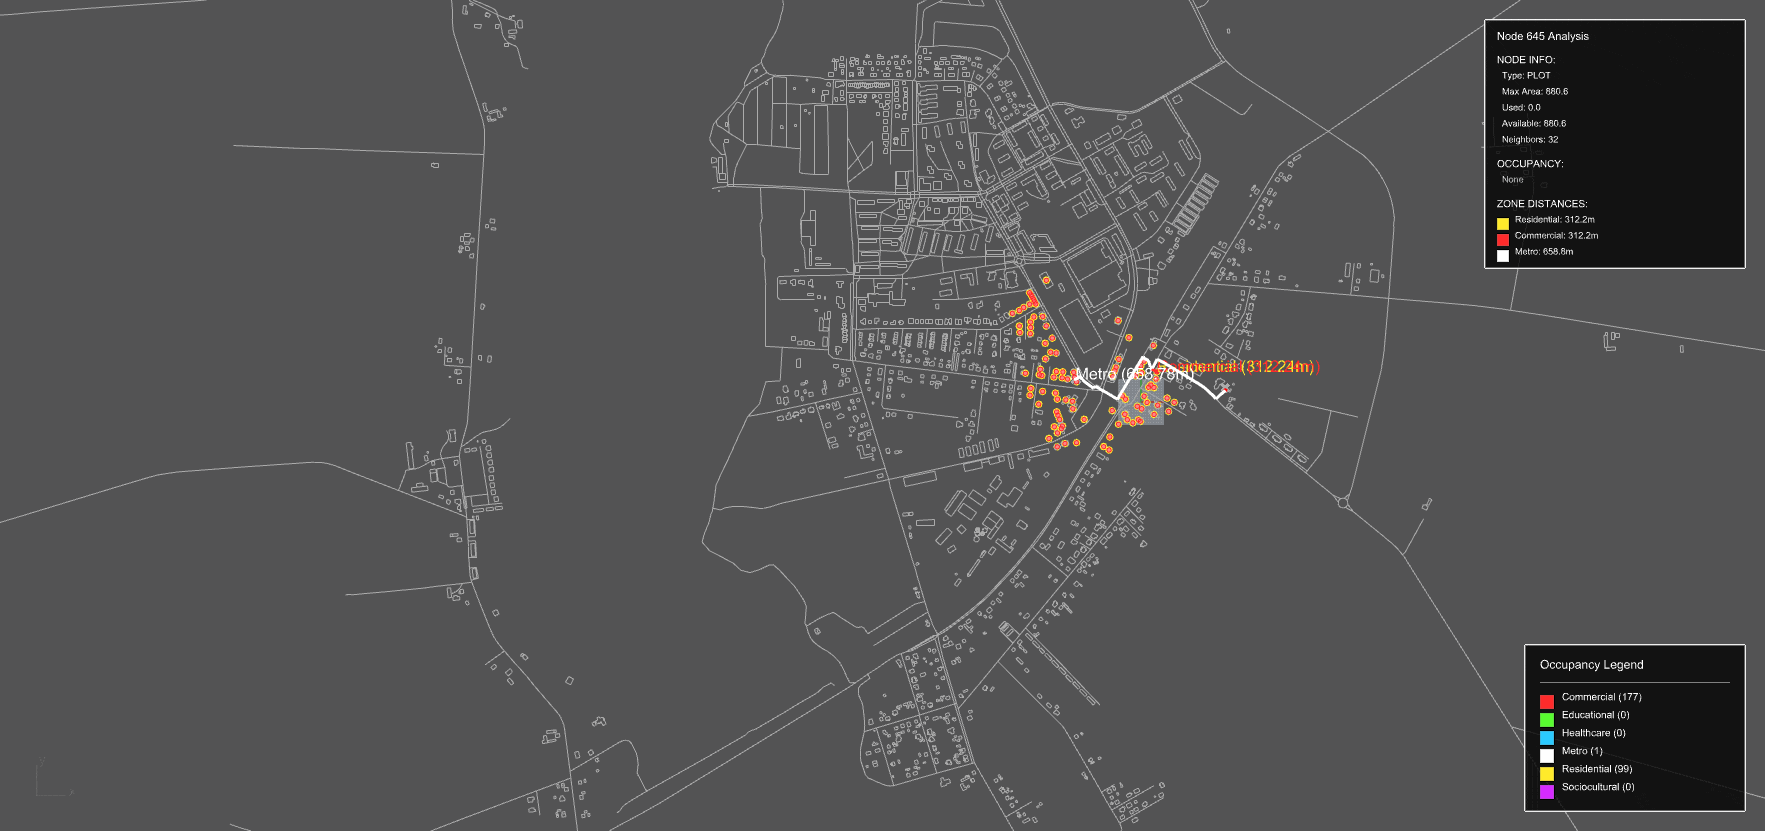 Node 645 Analysis
NODE INFO:
Type: PLOT
Max Area: 880.6
Used: 0.0
Available: 880.6
Neighbors: 32
OCCUPANCY:
None
ZONE DISTANCES:
Residential: 312.2m
Commercial: 312.2m
Metro: 658.8m
Metro (658.78m)
idential (312.24m)
Occupancy Legend
Commercial (177)
Educational (0)
Healthcare (0)
Metro (1)
Residential (99)
Sociocultural (0)